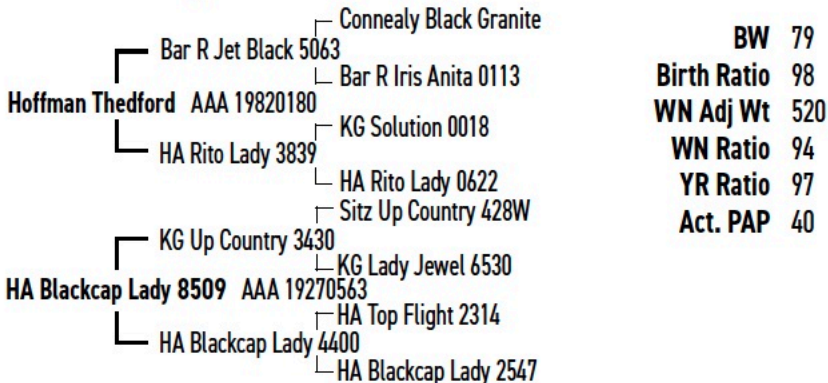 Connealy Black Granite
Bar R Jet Black 5063
Bar R Iris Anita 0113
Hoffman Thedford AAA 19820180
KG Solution 0018
HA Rito Lady 3839
HA Rito Lady 0622
Sitz Up Country 428W
KG Up Country 3430
KG Lady Jewel 6530
HA Blackcap Lady 8509 AAA 19270563
HA Top Flight 2314
HA Blackcap Lady 4400
HA Blackcap Lady 2547
BW 79
Birth Ratio 98
WN Adj Wt 520
WN Ratio 94
YR Ratio 97
Act. PAP 40